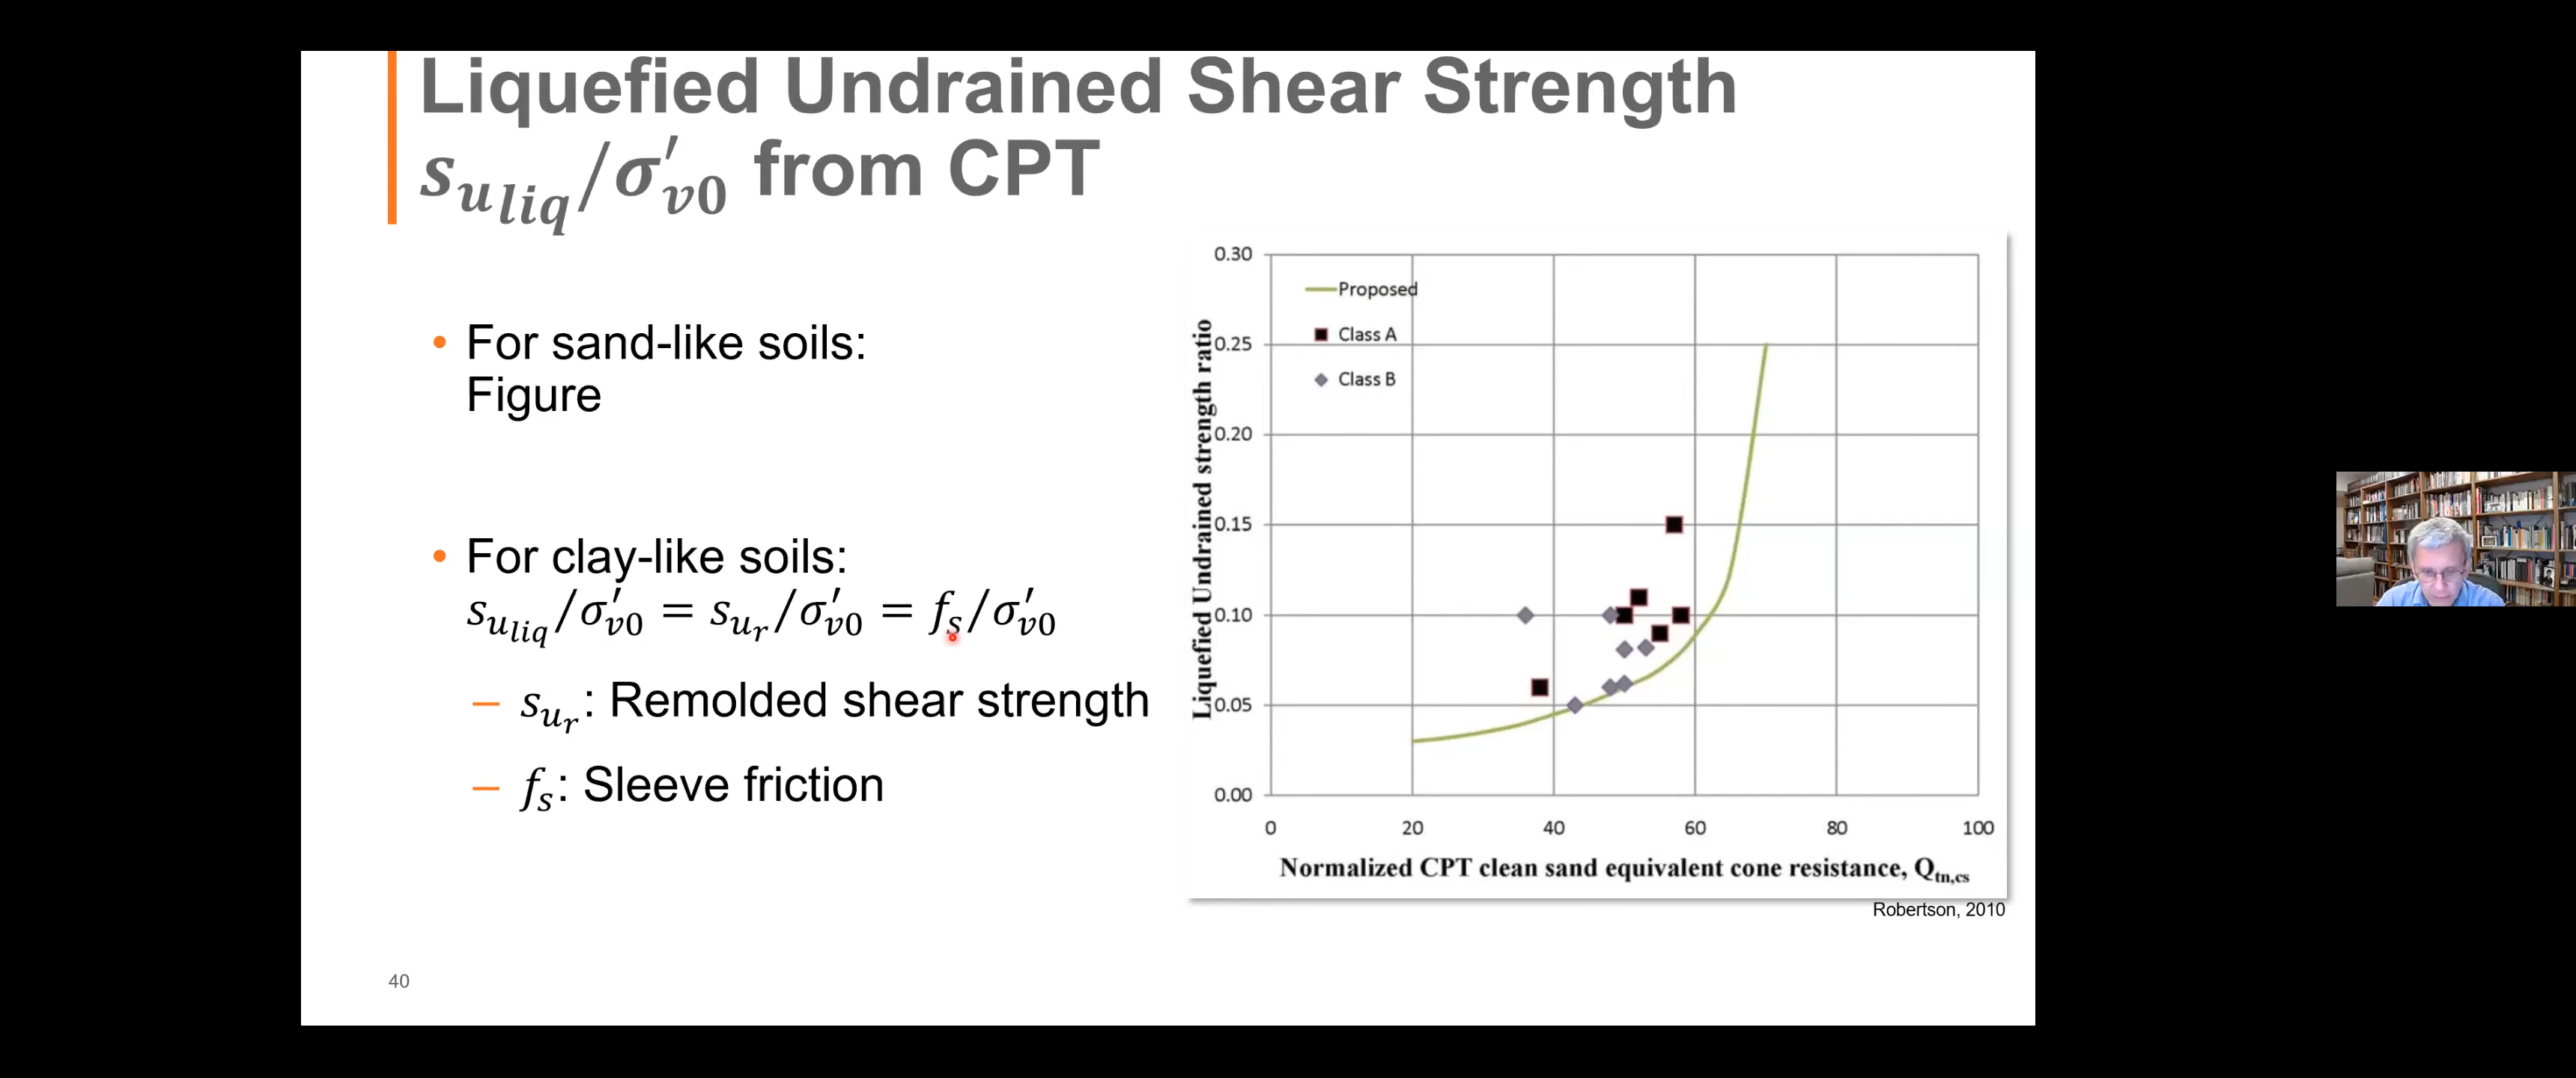 Liquefied Undrained Shear Strength
s_{u_{liq}}/σ′_{v0} from CPT
• For sand-like soils:
Figure
• For clay-like soils:
s_{u_{liq}}/σ′_{v0} = s_{u_r}/σ′_{v0} = f_s/σ′_{v0}
– s_{u_r}: Remolded shear strength
– f_s: Sleeve friction
Liquefied Undrained strength ratio
0.30
0.25
0.20
0.15
0.10
0.05
0.00
Proposed
Class A
Class B
0 20 40 60 80 100
Normalized CPT clean sand equivalent cone resistance, Q_{tn,cs}
Robertson, 2010
40